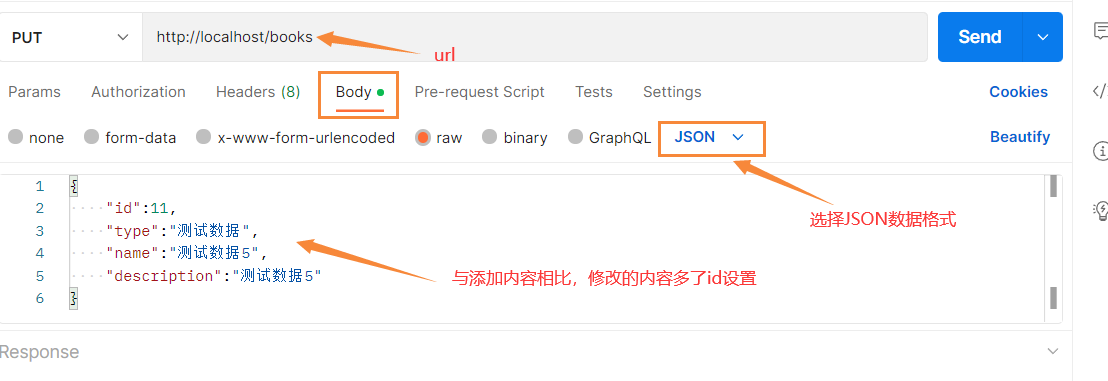 PUT http://localhost/books Send
url
Params Authorization Headers (8) Body Pre-request Script Tests Settings Cookies
none form-data x-www-form-urlencoded raw binary GraphQL JSON Beautify
1 {
2 "id":11,
3 "type":"测试数据",
4 "name":"测试数据5",
5 "description":"测试数据5"
6 }
选择JSON数据格式
与添加内容相比，修改的内容多了id设置
Response